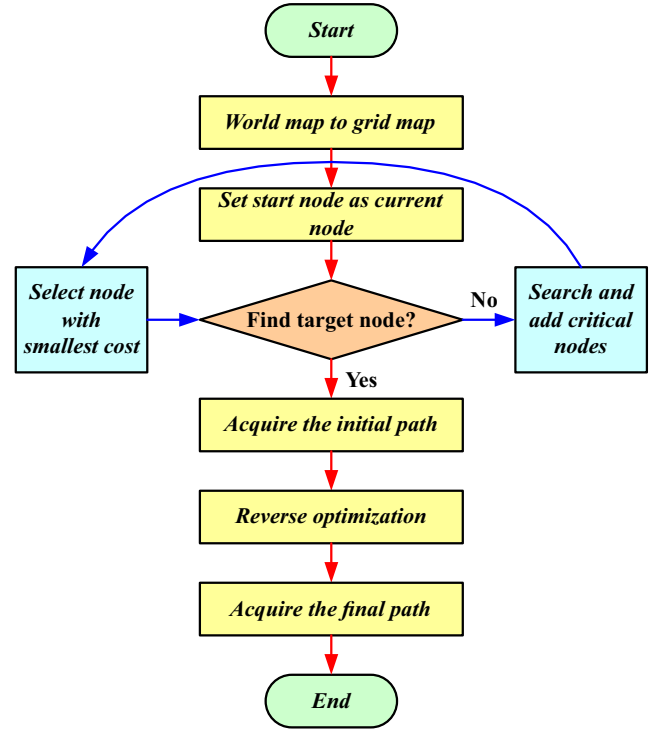 Start
World map to grid map
Set start node as current
node
Select node
with
smallest cost
Find target node?
No
Search and
add critical
nodes
Yes
Acquire the initial path
Reverse optimization
Acquire the final path
End